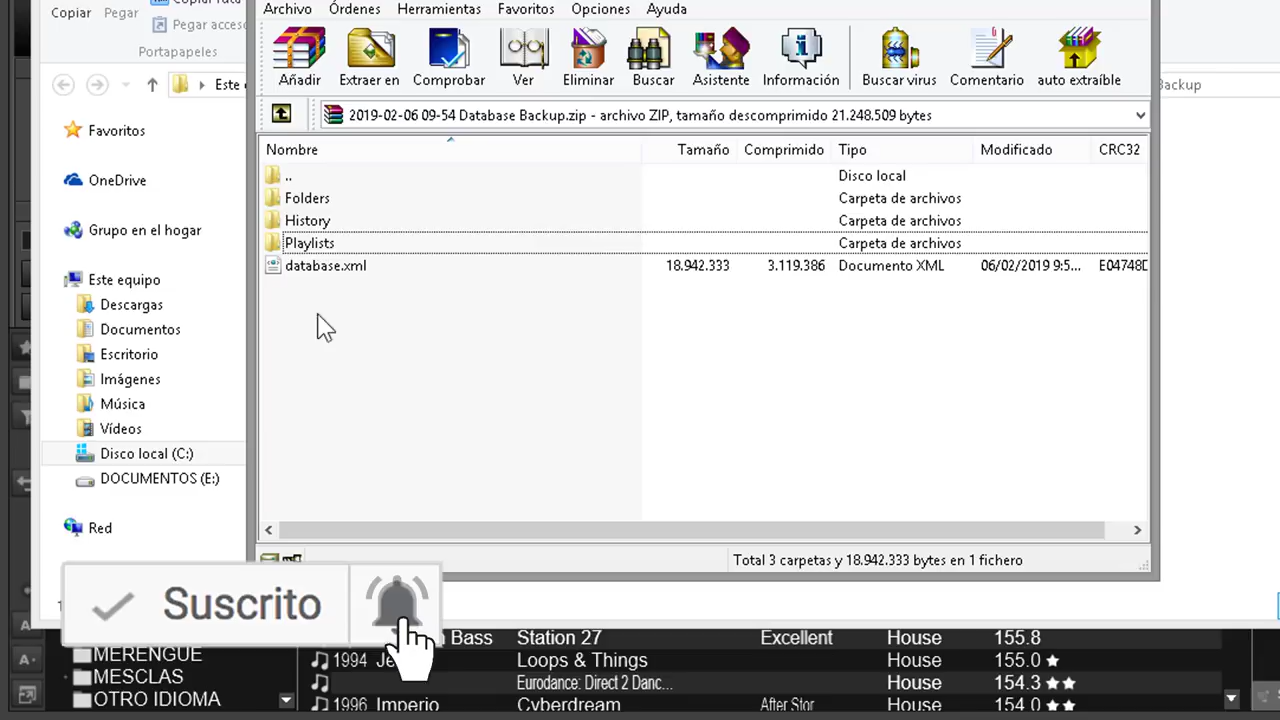 Archivo Órdenes Herramientas Favoritos Opciones Ayuda
Copiar Pegar
Pegar acceso
Portapapeles
Añadir Extraer en Comprobar Ver Eliminar Buscar Asistente Información Buscar virus Comentario auto extraíble
Este
Backup
2019-02-06 09-54 Database Backup.zip - archivo ZIP, tamaño descomprimido 21.248.509 bytes
Nombre Tamaño Comprimido Tipo Modificado CRC32
.. Disco local
Folders Carpeta de archivos
History Carpeta de archivos
Playlists Carpeta de archivos
database.xml 18.942.333 3.119.386 Documento XML 06/02/2019 9:5... E04748D
Favoritos
OneDrive
Grupo en el hogar
Este equipo
Descargas
Documentos
Escritorio
Imágenes
Música
Vídeos
Disco local (C:)
DOCUMENTOS (E:)
Red
Total 3 carpetas y 18.942.333 bytes en 1 fichero
Suscrito
Bass Station 27 Excellent House 155.8
MERENGUE
1994 Loops & Things House 155.0
MESCLAS
Eurodance: Direct 2 Danc... House 154.3
OTRO IDIOMA
1996 Imperio Cyberdream After Stor House 154.0